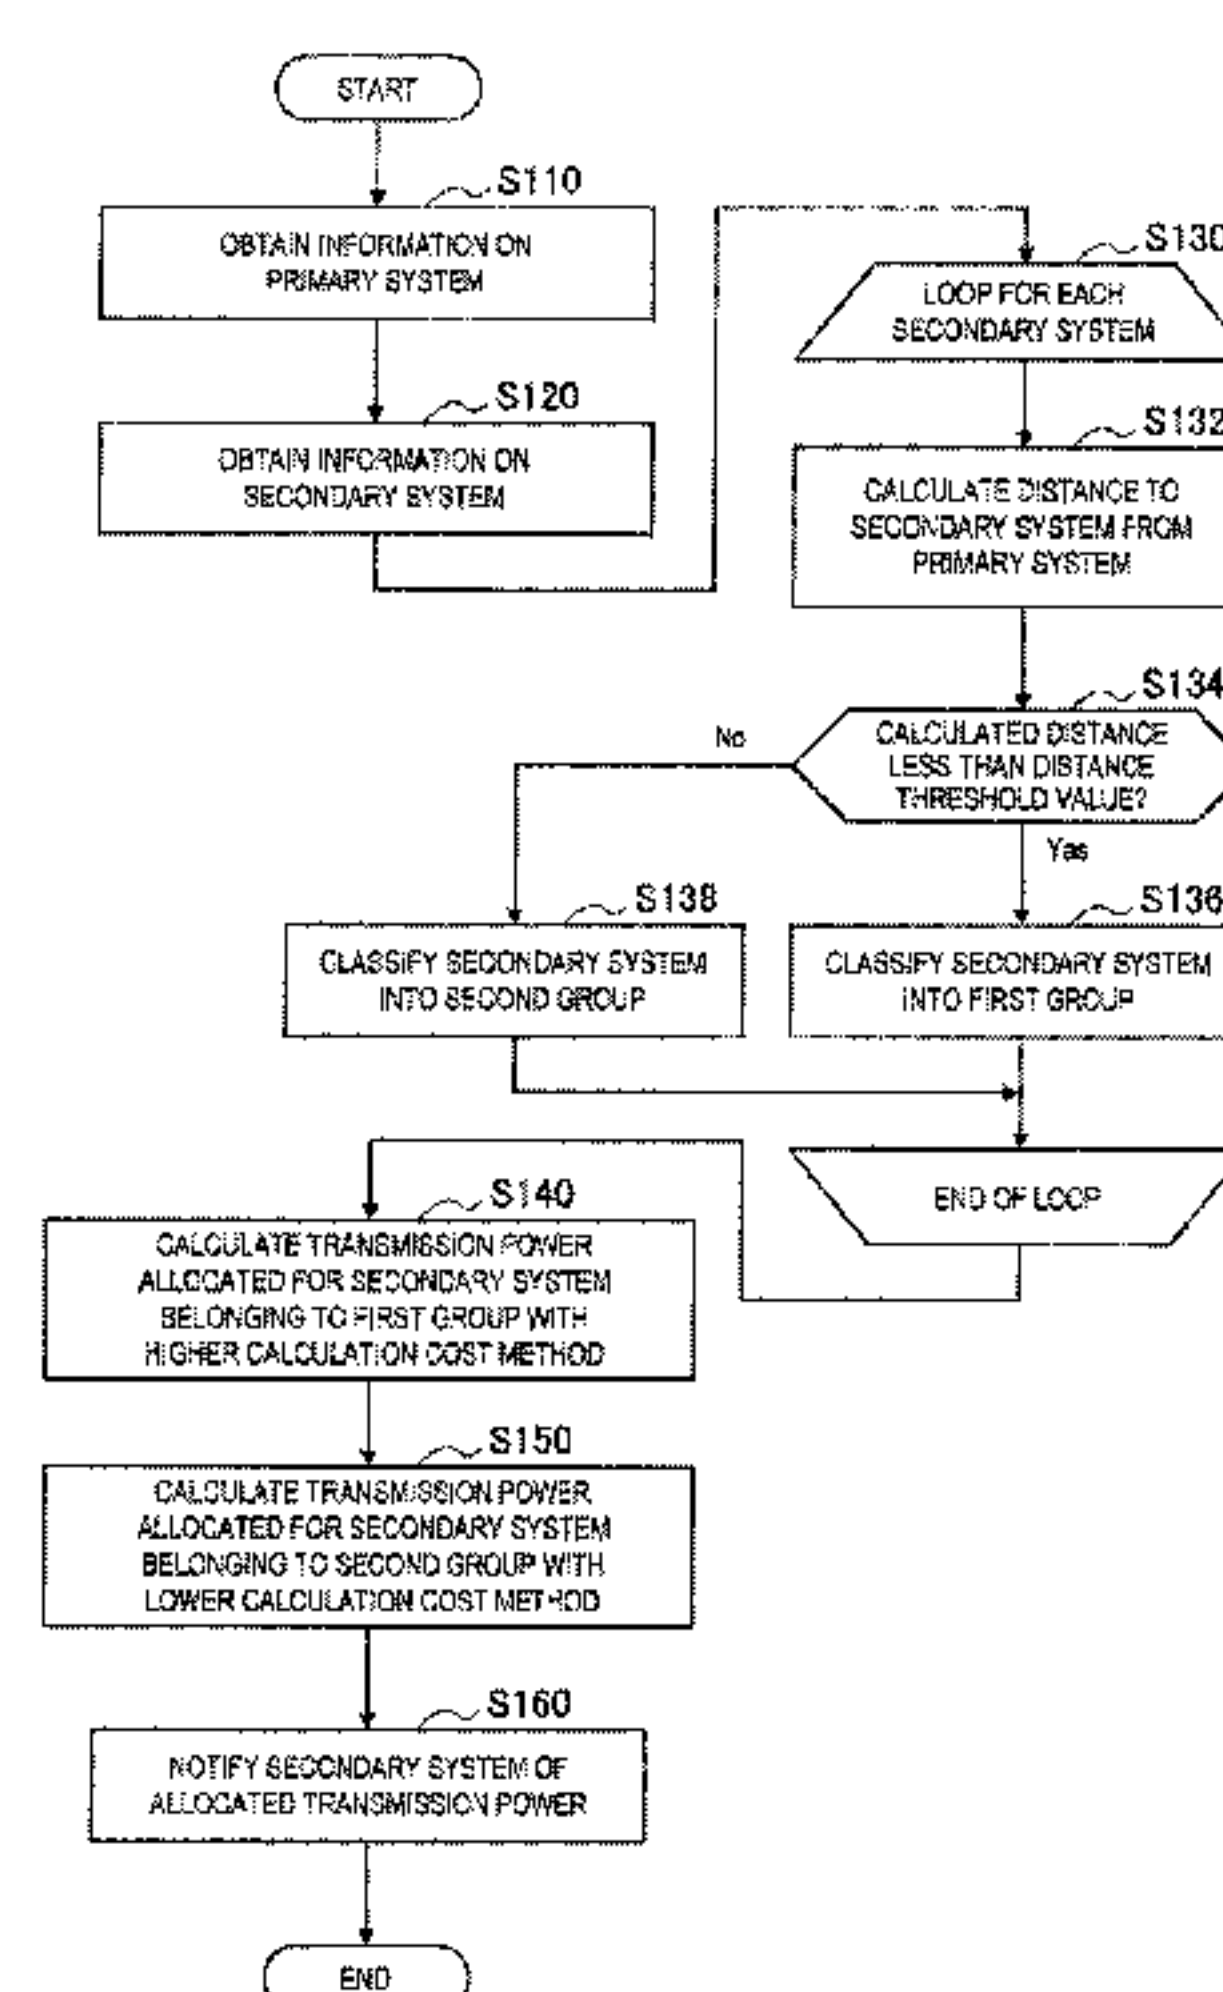 START
S110
OBTAIN INFORMATION ON
PRIMARY SYSTEM
S120
OBTAIN INFORMATION ON
SECONDARY SYSTEM
S130
LOOP FOR EACH
SECONDARY SYSTEM
S132
CALCULATE DISTANCE TO
SECONDARY SYSTEM FROM
PRIMARY SYSTEM
S134
CALCULATED DISTANCE
LESS THAN DISTANCE
THRESHOLD VALUE?
No
Yes
S138
CLASSIFY SECONDARY SYSTEM
INTO SECOND GROUP
S136
CLASSIFY SECONDARY SYSTEM
INTO FIRST GROUP
END OF LOOP
S140
CALCULATE TRANSMISSION POWER
ALLOCATED FOR SECONDARY SYSTEM
BELONGING TO FIRST GROUP WITH
HIGHER CALCULATION COST METHOD
S150
CALCULATE TRANSMISSION POWER
ALLOCATED FOR SECONDARY SYSTEM
BELONGING TO SECOND GROUP WITH
LOWER CALCULATION COST METHOD
S160
NOTIFY SECONDARY SYSTEM OF
ALLOCATED TRANSMISSION POWER
END